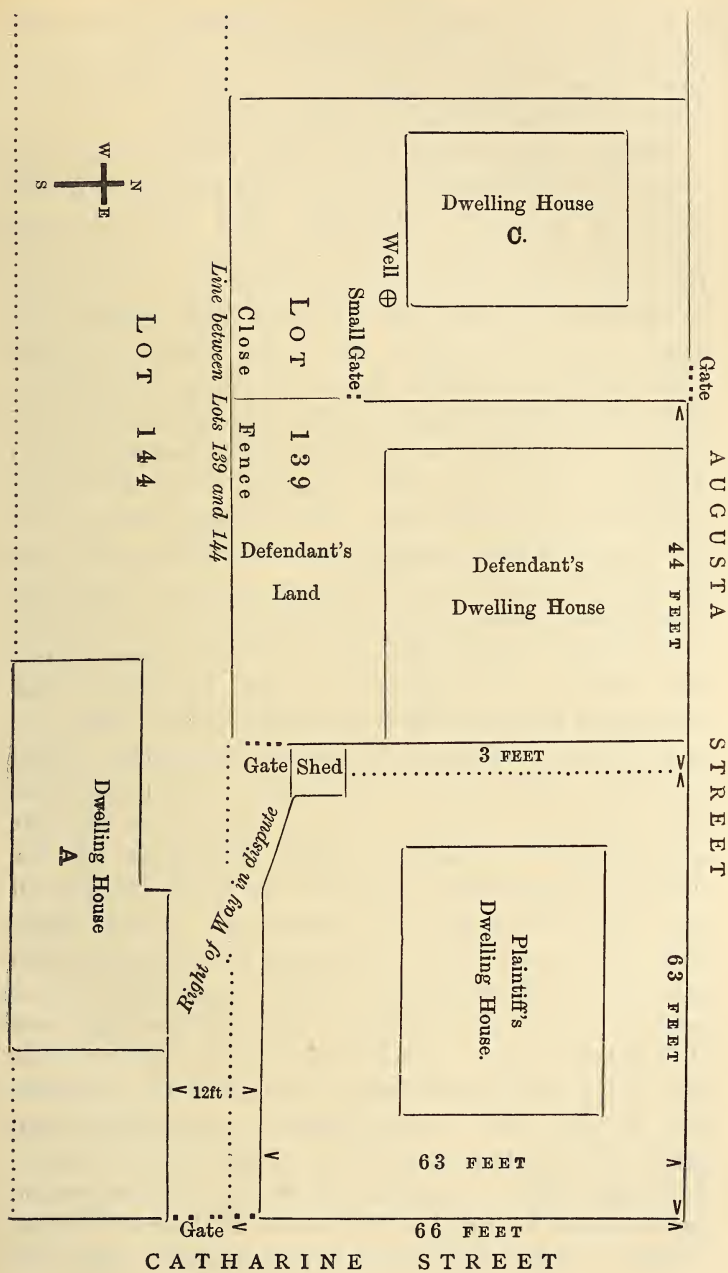 W
N
S
E
Dwelling House
C.
Well
Small Gate
Gate
AUGUSTA STREET
LOT 139
Close Fence
Line between Lots 139 and 144
LOT 144
44 FEET
Defendant's
Land
Defendant's
Dwelling House
Gate
Shed
3 FEET
Right of Way in dispute
Dwelling House
A
Plaintiff's
Dwelling House.
63 FEET
12ft
63 FEET
Gate
66 FEET
CATHARINE STREET